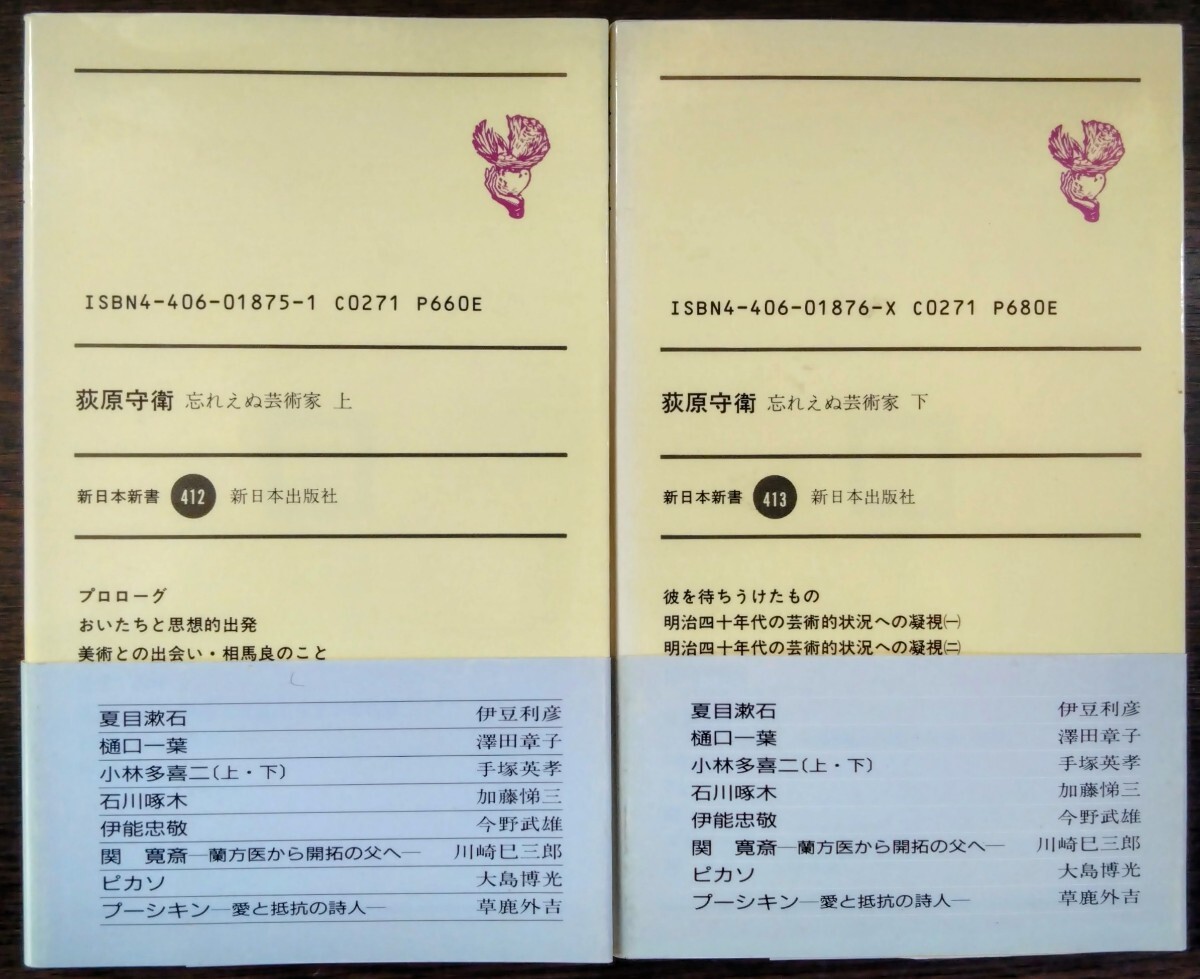 ISBN4-406-01875-1 C0271 P660E
荻原守衛 忘れえぬ芸術家 上
新日本新書 412 新日本出版社
プロローグ
おいたちと思想的出発
美術との出会い・相馬良のこと
夏目漱石 伊豆利彦
樋口一葉 澤田章子
小林多喜二(上・下) 手塚英孝
石川啄木 加藤悌三
伊能忠敬 今野武雄
関 寛斎―蘭方医から開拓の父へ― 川崎巳三郎
ピカソ 大島博光
プーシキン―愛と抵抗の詩人― 草鹿外吉
ISBN4-406-01876-X C0271 P680E
荻原守衛 忘れえぬ芸術家 下
新日本新書 413 新日本出版社
彼を待ちうけたもの
明治四十年代の芸術的状況への凝視㈠
明治四十年代の芸術的状況への凝視㈡
夏目漱石 伊豆利彦
樋口一葉 澤田章子
小林多喜二(上・下) 手塚英孝
石川啄木 加藤悌三
伊能忠敬 今野武雄
関 寛斎―蘭方医から開拓の父へ― 川崎巳三郎
ピカソ 大島博光
プーシキン―愛と抵抗の詩人― 草鹿外吉